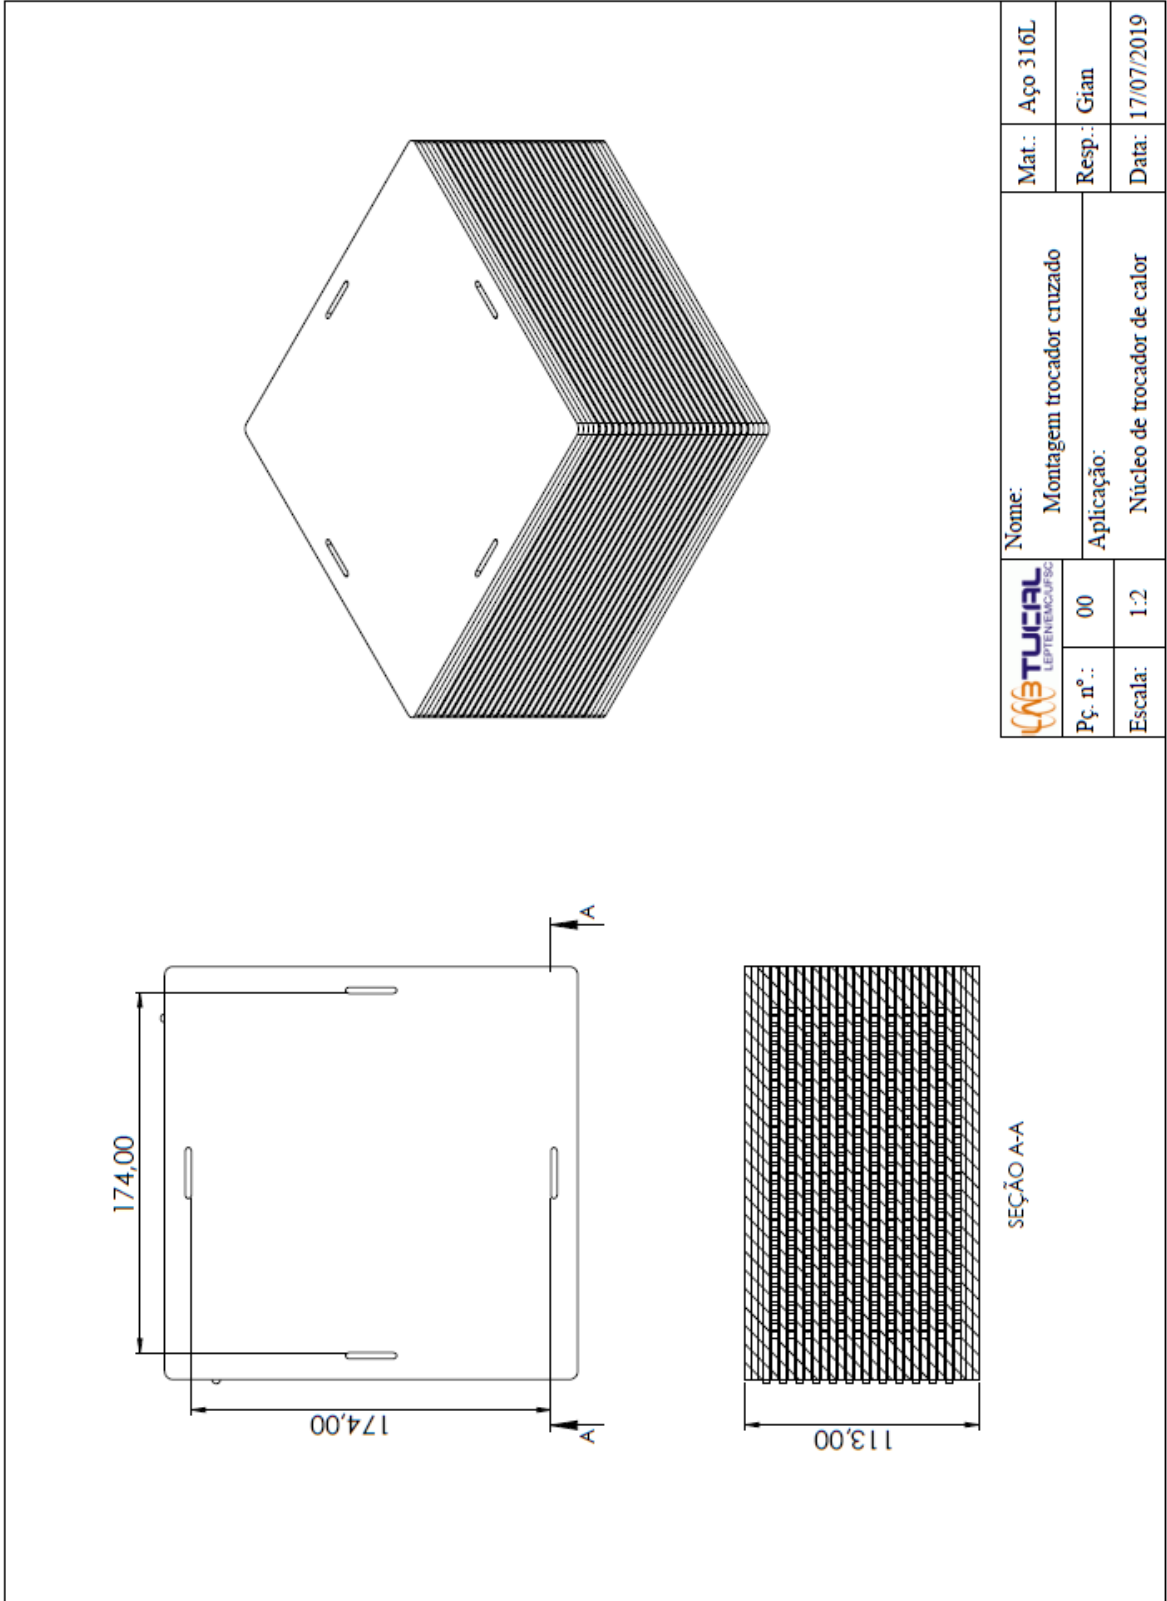 174,00
174,00
A
A
113,00
SEÇÃO A-A
LABTUCAL
LEPTEN/EMC/UFSC
Nome:
Montagem trocador cruzado
Mat.: Aço 316L
Pç. nº.: 00
Aplicação:
Núcleo de trocador de calor
Resp.: Gian
Escala: 1:2
Data: 17/07/2019